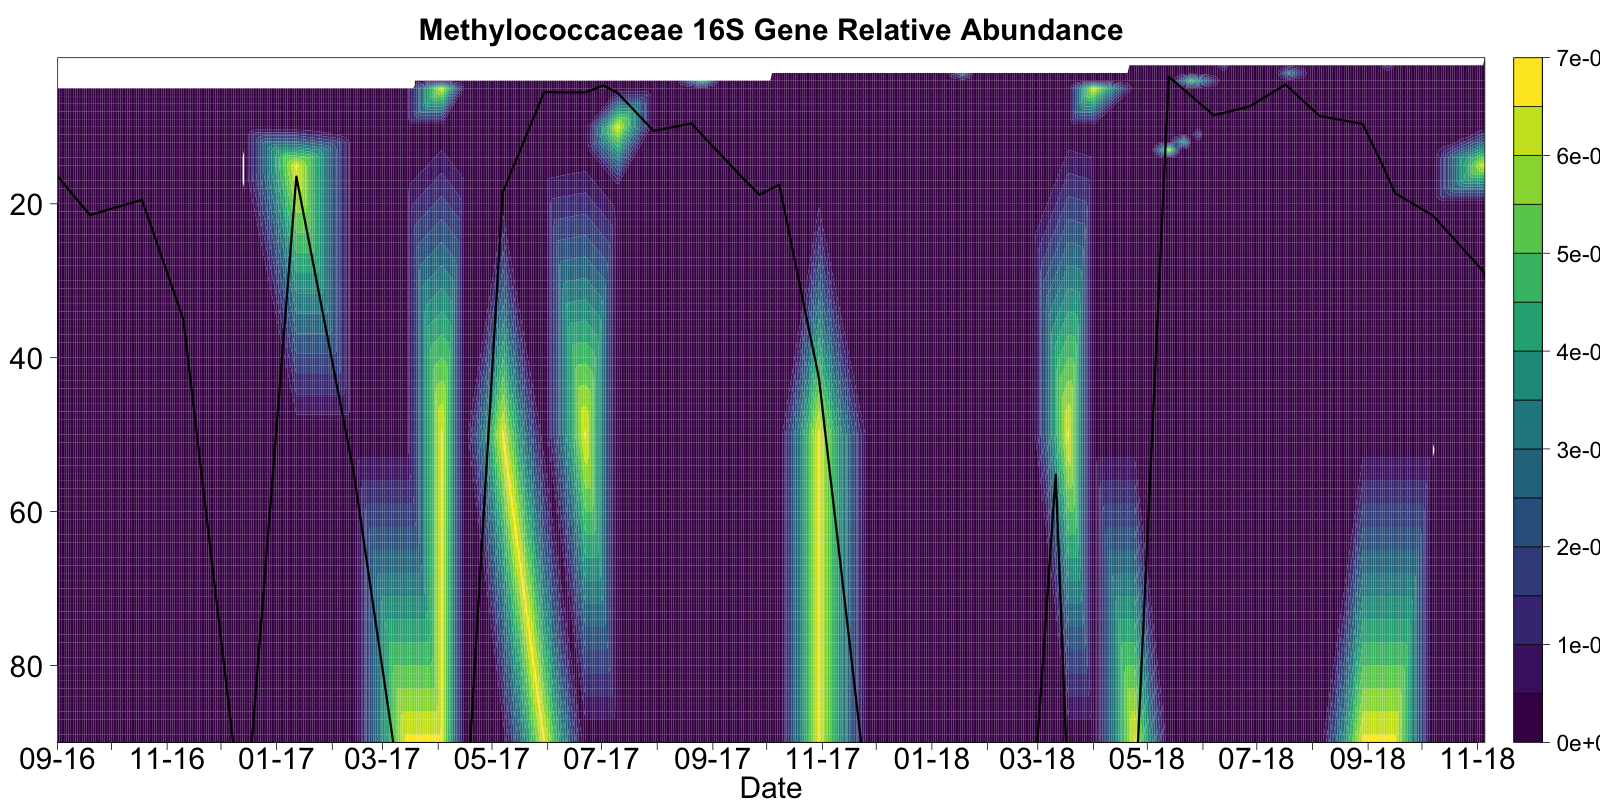 Methylococcaceae 16S Gene Relative Abundance
20
40
60
80
09-16 11-16 01-17 03-17 05-17 07-17 09-17 11-17 01-18 03-18 05-18 07-18 09-18 11-18
Date
7e-0
6e-0
5e-0
4e-0
3e-0
2e-0
1e-0
0e+0